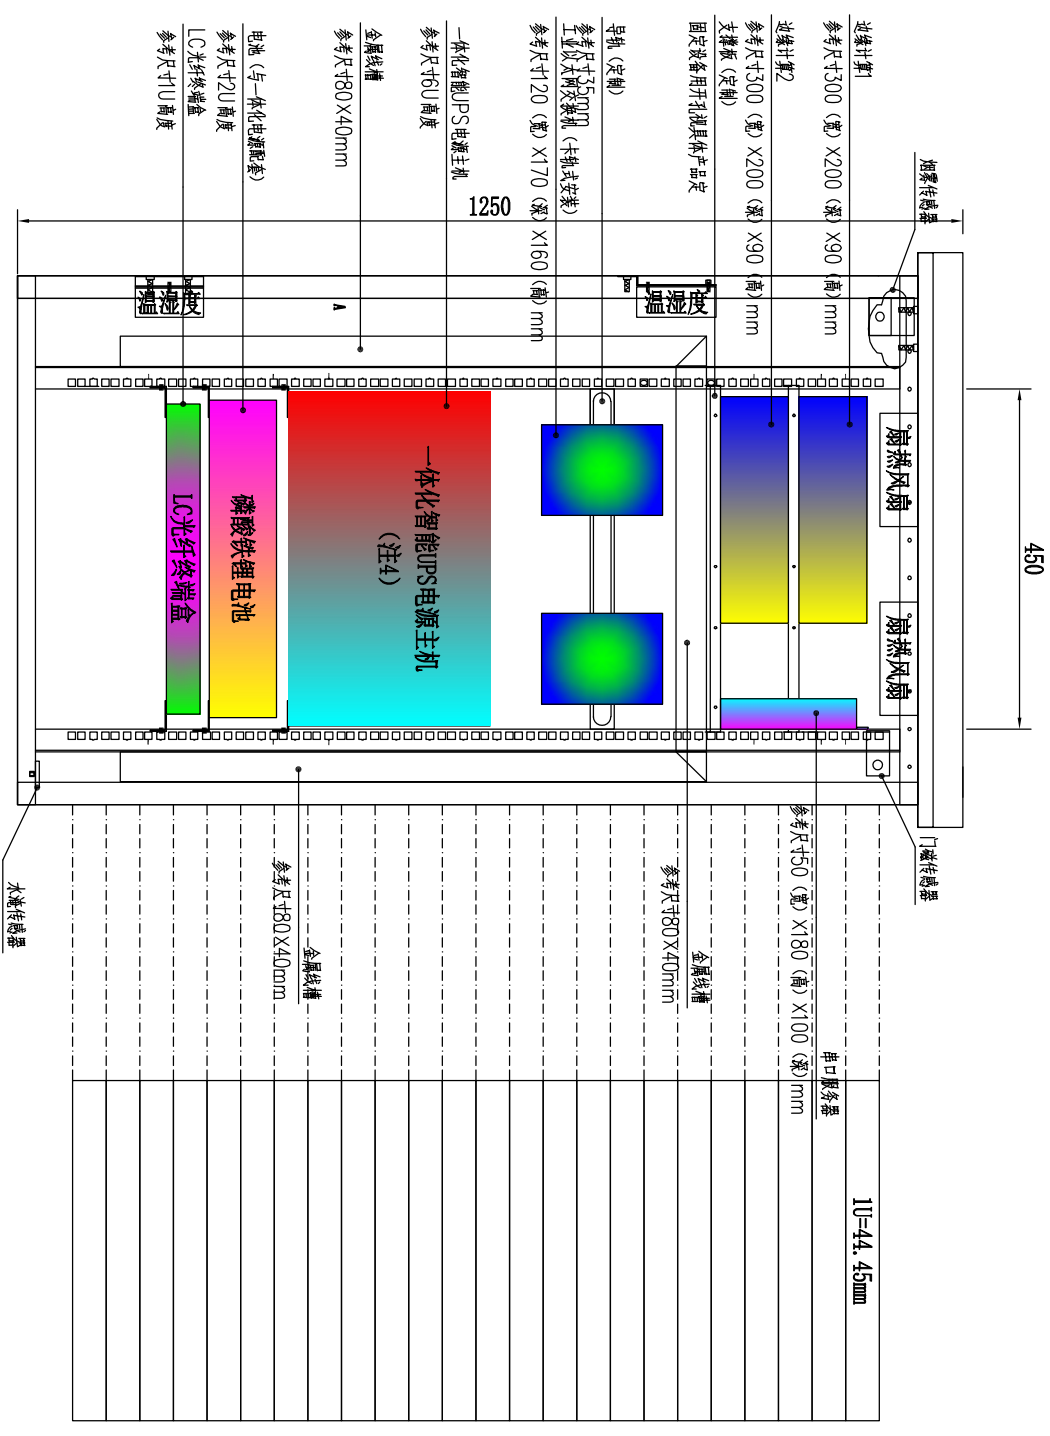 烟雾传感器
边缘计算1
参考尺寸300（宽）X200（深）X90（高）mm
边缘计算2
参考尺寸300（宽）X200（深）X90（高）mm
支撑板（定制）
固定设备用开孔视具体产品定
导轨（定制）
参考尺寸35mm
工业以太网交换机（卡轨式安装）
参考尺寸120（宽）X170（深）X160（高）mm
一体化智能UPS电源主机
参考尺寸6U高度
金属线槽
参考尺寸80X40mm
电池（与一体化电源配套）
参考尺寸2U高度
LC光纤终端盒
参考尺寸1U高度
1250
450
温湿度
温湿度
A
扇热风扇
扇热风扇
一体化智能UPS电源主机
（注4）
磷酸铁锂电池
LC光纤终端盒
门磁传感器
串口服务器
参考尺寸50（宽）X180（高）X100（深）mm
金属线槽
参考尺寸80X40mm
金属线槽
参考尺寸80X40mm
水淹传感器
1U=44.45mm